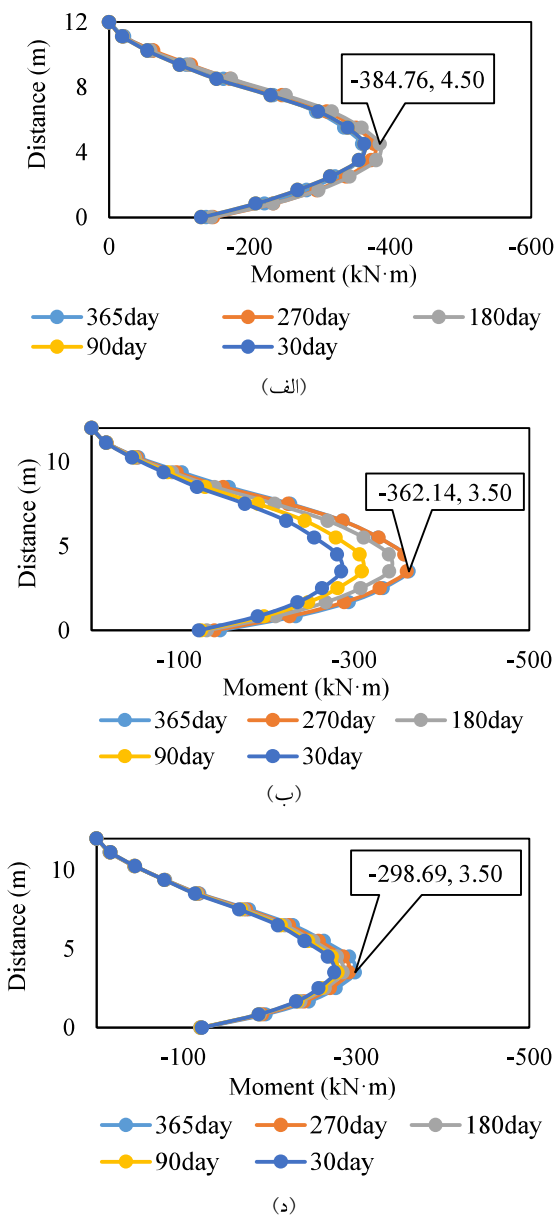 Distance (m)
12
8
4
0
-384.76, 4.50
0 -200 -400 -600
Moment (kN·m)
365day 270day 180day
90day 30day
(الف)
Distance (m)
10
5
0
-362.14, 3.50
-100 -300 -500
Moment (kN·m)
365day 270day 180day
90day 30day
(ب)
Distance (m)
10
5
0
-298.69, 3.50
-100 -300 -500
Moment (kN·m)
365day 270day 180day
90day 30day
(د)